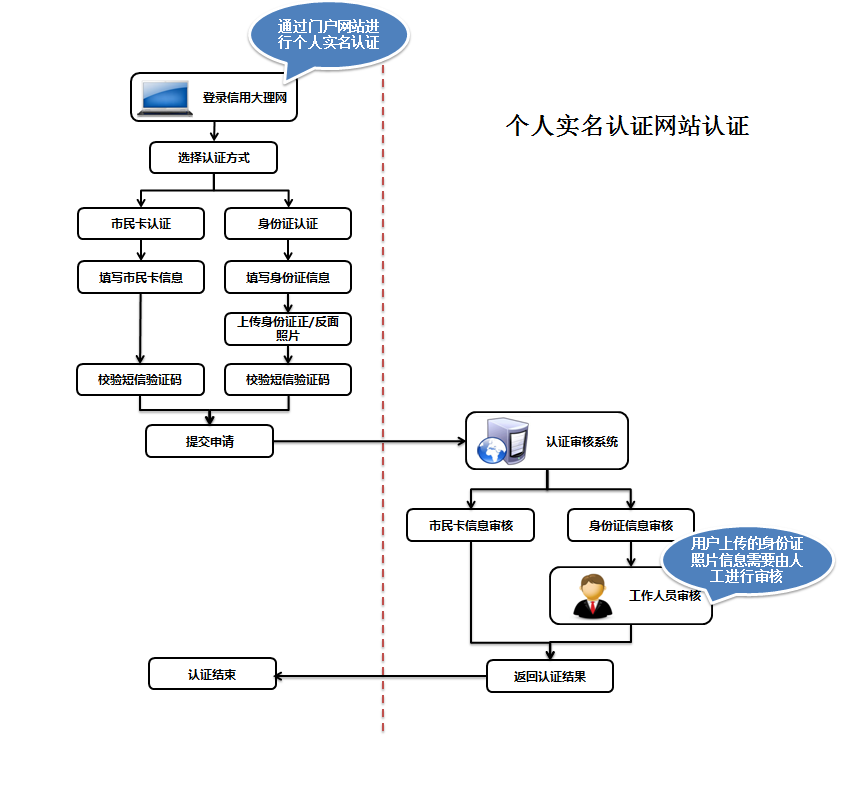 通过门户网站进
行个人实名认证
登录信用大理网
个人实名认证网站认证
选择认证方式
市民卡认证
身份证认证
填写市民卡信息
填写身份证信息
上传身份证正/反面
照片
校验短信验证码
校验短信验证码
提交申请
认证审核系统
市民卡信息审核
身份证信息审核
用户上传的身份证
照片信息需要由人
工进行审核
工作人员审核
认证结束
返回认证结果